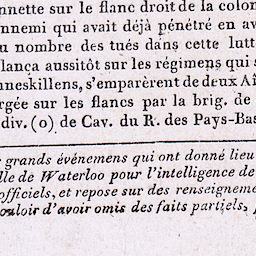 nnette sur le flanc droit de la colon
nnemi qui avait déjà pénétré en av
u nombre des tués dans cette lutt
lança aussitôt sur les régimens qui s
nneskillens, s'emparèrent de deux Aî
rgée sur les flancs par la brig. de
div. (o) de Cav. du R. des Pays-Bas
grands événemens qui ont donné lieu
lle de Waterloo pour l'intelligence de
officiels, et repose sur des renseigneme
ouloir d'avoir omis des faits partiels,